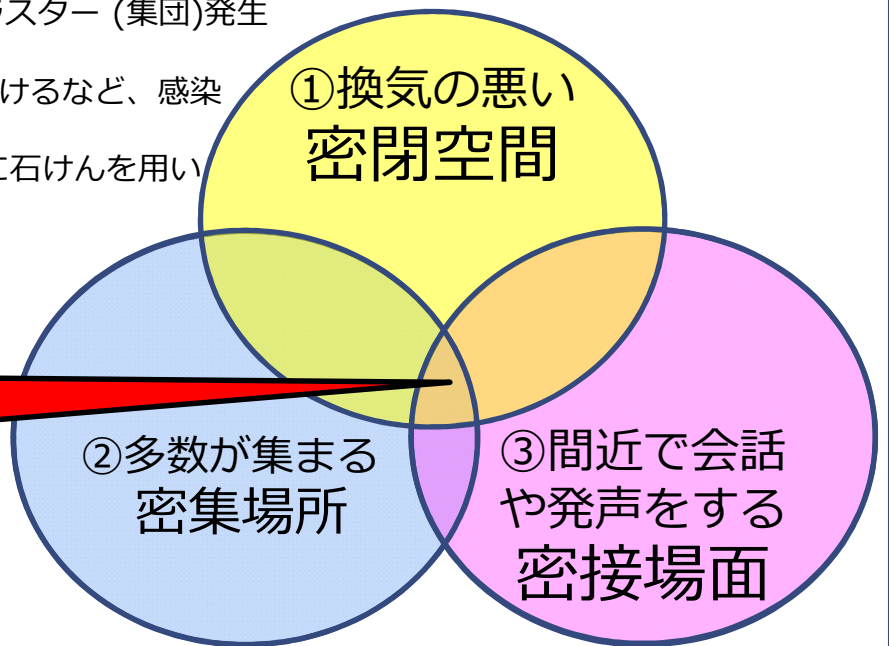 スター (集団)発生
けるなど、感染
に石けんを用い
①換気の悪い
密閉空間
②多数が集まる
密集場所
③間近で会話
や発声をする
密接場面